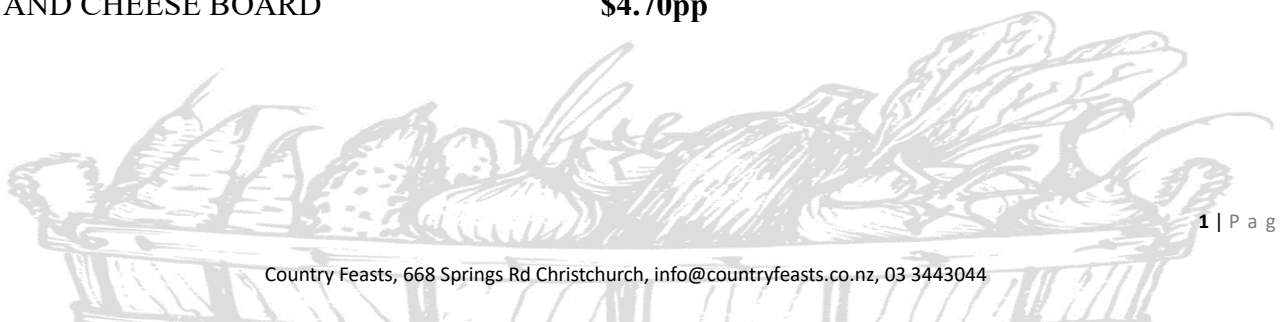 AND CHEESE BOARD $4.70pp
1 | P a g
Country Feasts, 668 Springs Rd Christchurch, info@countryfeasts.co.nz, 03 3443044